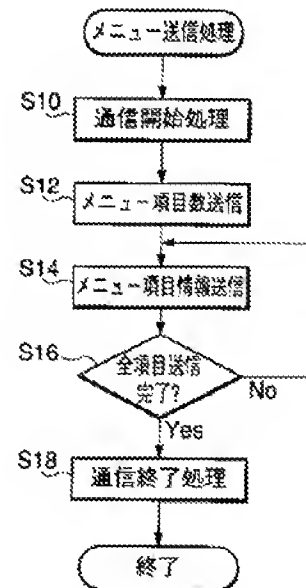 メニュー送信処理
S10
通信開始処理
S12
メニュー項目数送信
S14
メニュー項目情報送信
S16
全項目送信
完了?
No
Yes
S18
通信終了処理
終了